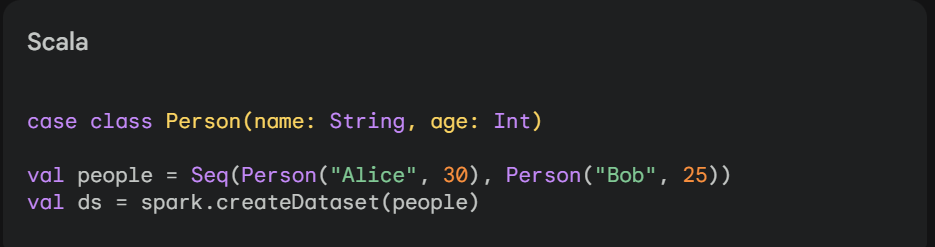 Scala
case class Person(name: String, age: Int)
val people = Seq(Person("Alice", 30), Person("Bob", 25))
val ds = spark.createDataset(people)